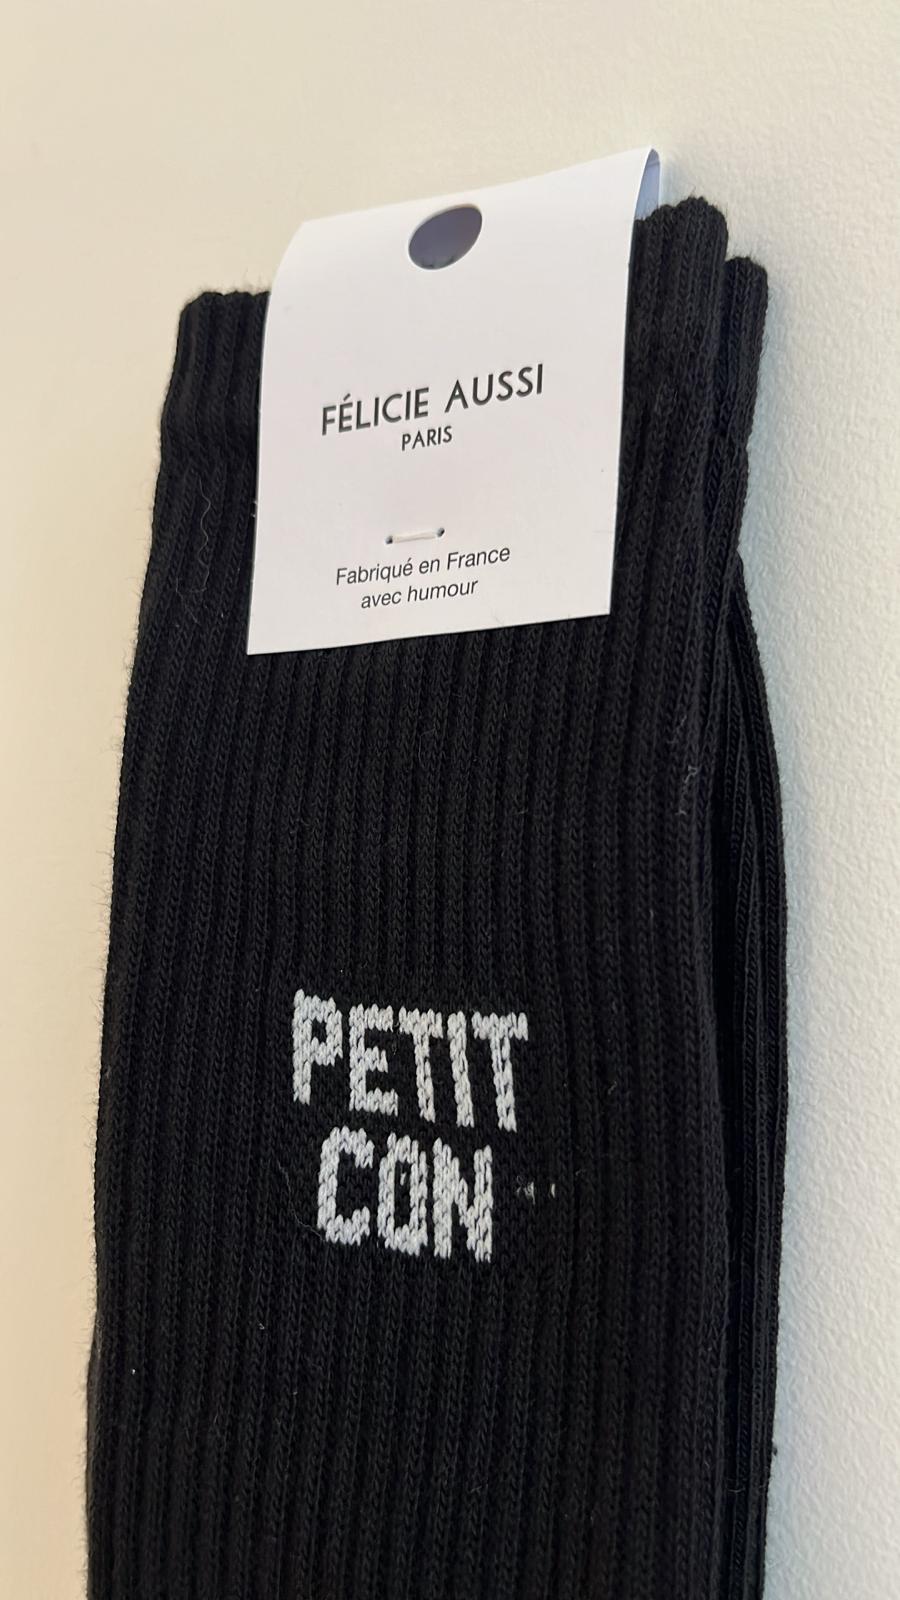 FÉLICIE AUSSI
PARIS
Fabriqué en France
avec humour
PETIT
CON